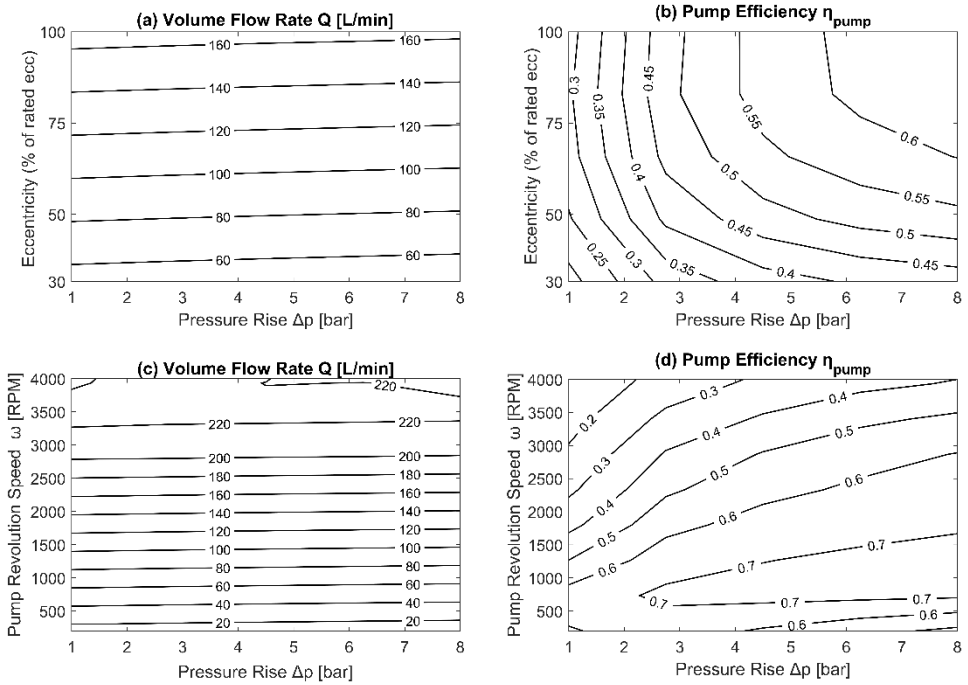 (a) Volume Flow Rate Q [L/min]
Eccentricity (% of rated ecc)
100
75
50
30
160 160
140 140
120 120
100 100
80 80
60 60
1 2 3 4 5 6 7 8
Pressure Rise Δp [bar]
(b) Pump Efficiency ηpump
Eccentricity (% of rated ecc)
100
75
50
30
0.3 0.35 0.4 0.45 0.5 0.55 0.6
0.25 0.3 0.35 0.4 0.45 0.5 0.55
0.45
1 2 3 4 5 6 7 8
Pressure Rise Δp [bar]
(c) Volume Flow Rate Q [L/min]
Pump Revolution Speed ω [RPM]
4000
3500
3000
2500
2000
1500
1000
500
220
220 220
200 200
180 180
160 160
140 140
120 120
100 100
80 80
60 60
40 40
20 20
1 2 3 4 5 6 7 8
Pressure Rise Δp [bar]
(d) Pump Efficiency ηpump
Pump Revolution Speed ω [RPM]
4000
3500
3000
2500
2000
1500
1000
500
0.2 0.3 0.4
0.3 0.4 0.5
0.4 0.5 0.6
0.5 0.6 0.7
0.6 0.7 0.7 0.7
0.6
1 2 3 4 5 6 7 8
Pressure Rise Δp [bar]